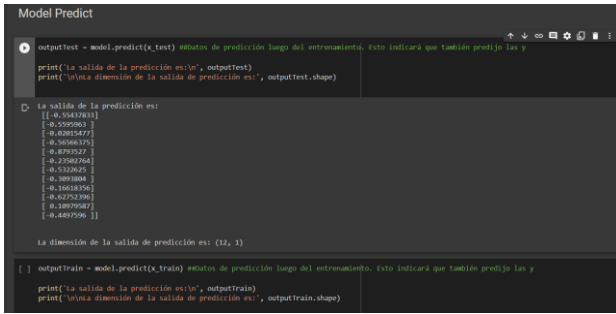 Model Predict
outputTest = model.predict(x_test) ##Datos de predicción luego del entrenamiento. Esto indicará que también predijo las y
print('La salida de la predicción es:\n', outputTest)
print('\n\nLa dimensión de la salida de predicción es:', outputTest.shape)
La salida de la predicción es:
[[-0.55437833]
[-0.5595963 ]
[-0.02015477]
[-0.56566375]
[-0.8793527 ]
[-0.23502764]
[-0.5322625 ]
[-0.3093804 ]
[-0.16618356]
[-0.62752396]
[ 0.10979587]
[-0.4497596 ]]
La dimensión de la salida de predicción es: (12, 1)
[ ] outputTrain = model.predict(x_train) ##Datos de predicción luego del entrenamiento. Esto indicará que también predijo las y
print('La salida de la predicción es:\n', outputTrain)
print('\n\nLa dimensión de la salida de predicción es:', outputTrain.shape)